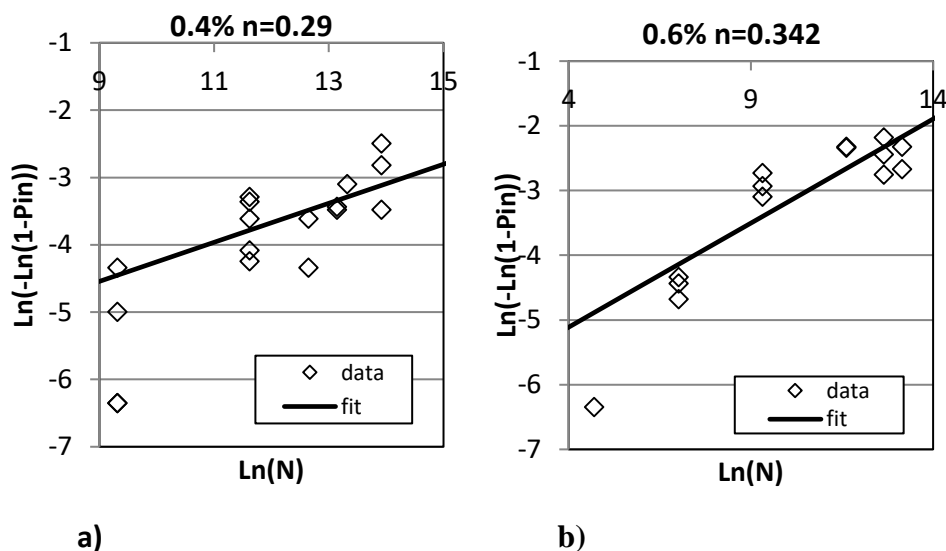 0.4% n=0.29
-1
9
11
13
15
-2
-3
-4
-5
-6
-7
Ln(-Ln(1-Pin))
data
fit
Ln(N)
a)
0.6% n=0.342
-1
4
9
14
-2
-3
-4
-5
-6
-7
Ln(-Ln(1-Pin))
data
fit
Ln(N)
b)